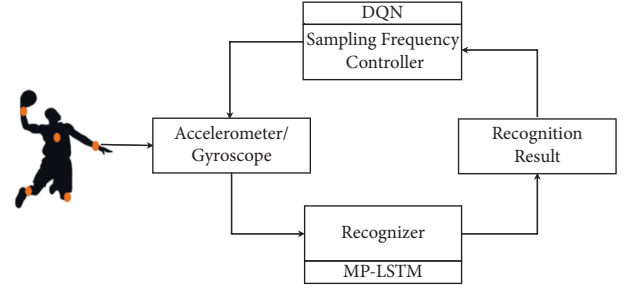 DQN
Sampling Frequency
Controller
Accelerometer/
Gyroscope
Recognition
Result
Recognizer
MP-LSTM